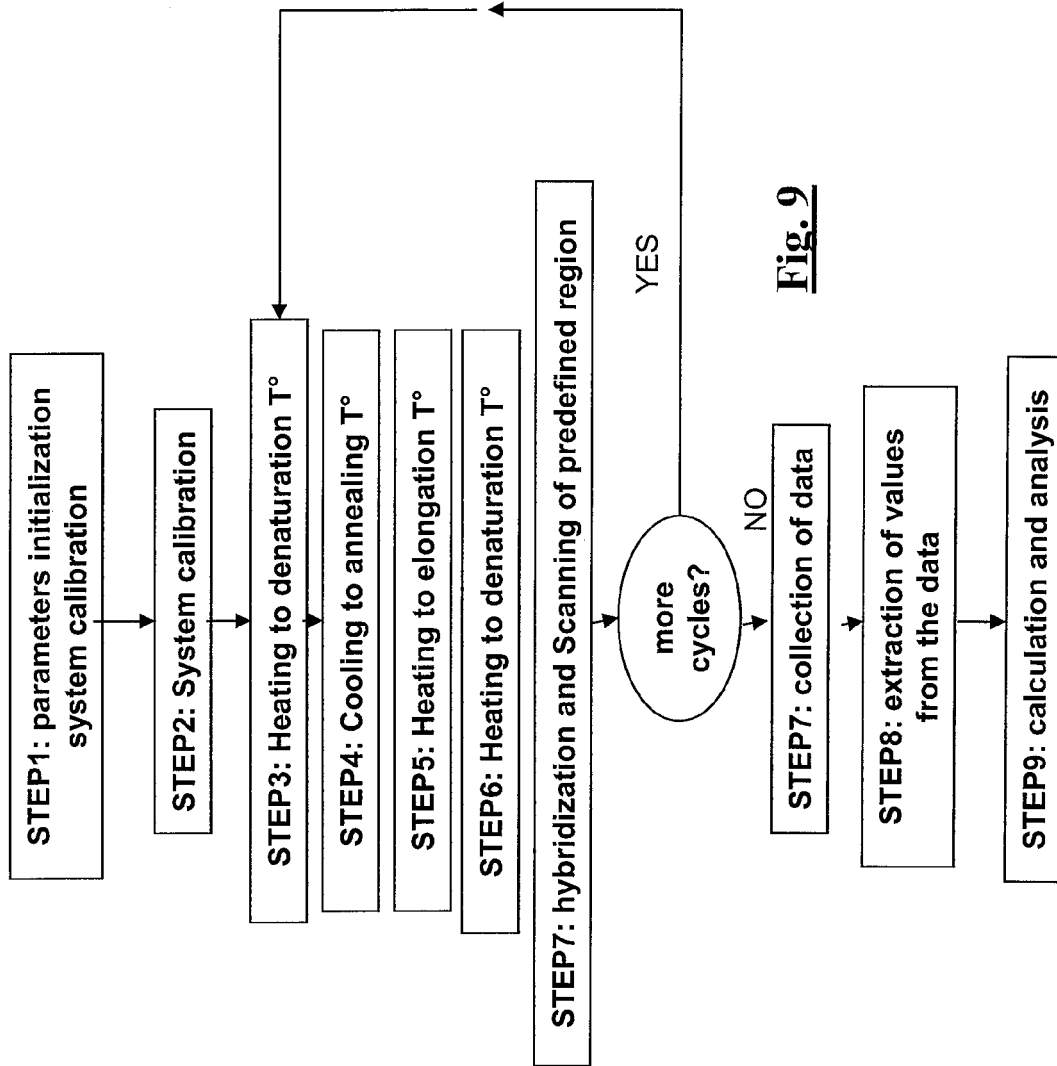 STEP1: parameters initialization
system calibration
STEP2: System calibration
STEP3: Heating to denaturation T°
STEP4: Cooling to annealing T°
STEP5: Heating to elongation T°
STEP6: Heating to denaturation T°
STEP7: hybridization and Scanning of predefined region
more
cycles?
YES
NO
STEP7: collection of data
STEP8: extraction of values
from the data
STEP9: calculation and analysis
Fig. 9